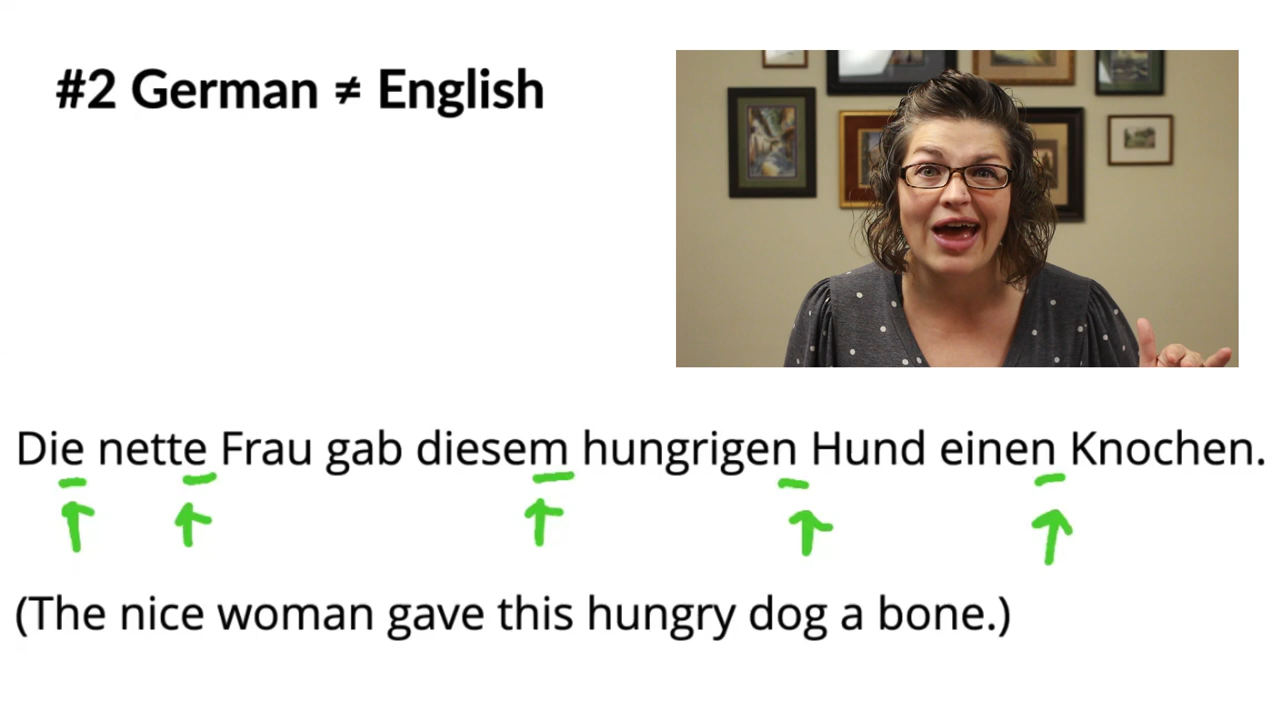 #2 German ≠ English
Die nette Frau gab diesem hungrigen Hund einen Knochen.
(The nice woman gave this hungry dog a bone.)